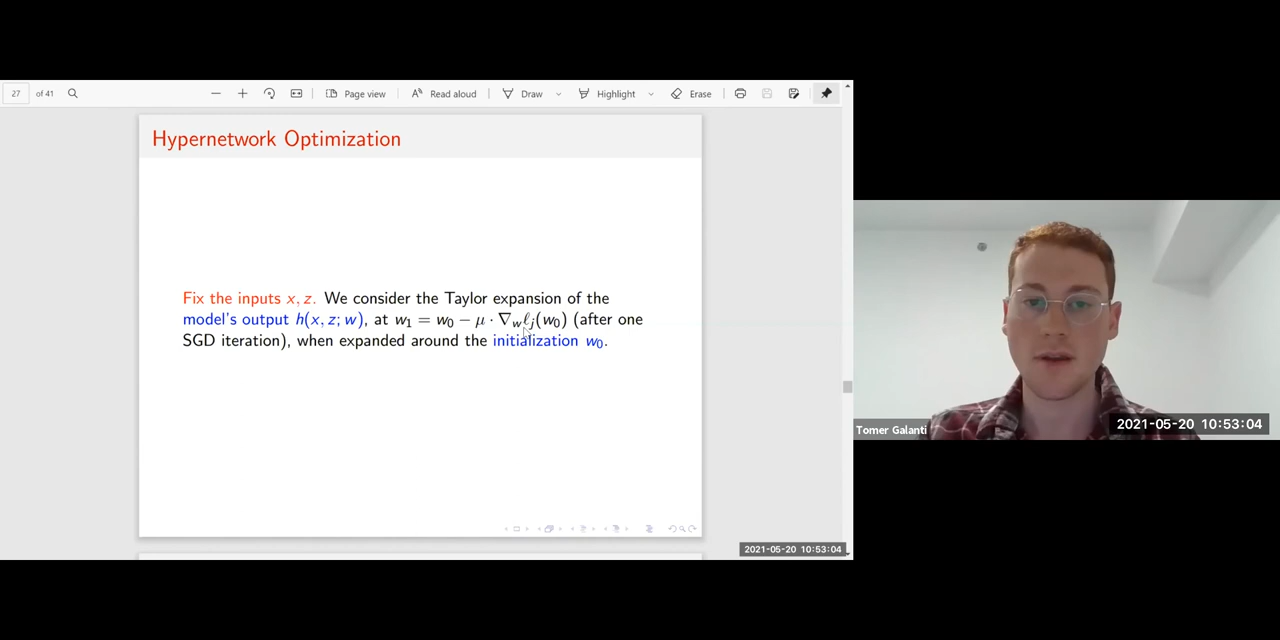 27 of 41 Page view Read aloud Draw Highlight Erase
Hypernetwork Optimization
Fix the inputs x, z. We consider the Taylor expansion of the
model's output h(x, z; w), at w₁ = w₀ − μ · ∇_wℓ_j(w₀) (after one
SGD iteration), when expanded around the initialization w₀.
Tomer Galanti
2021-05-20 10:53:04
2021-05-20 10:53:04